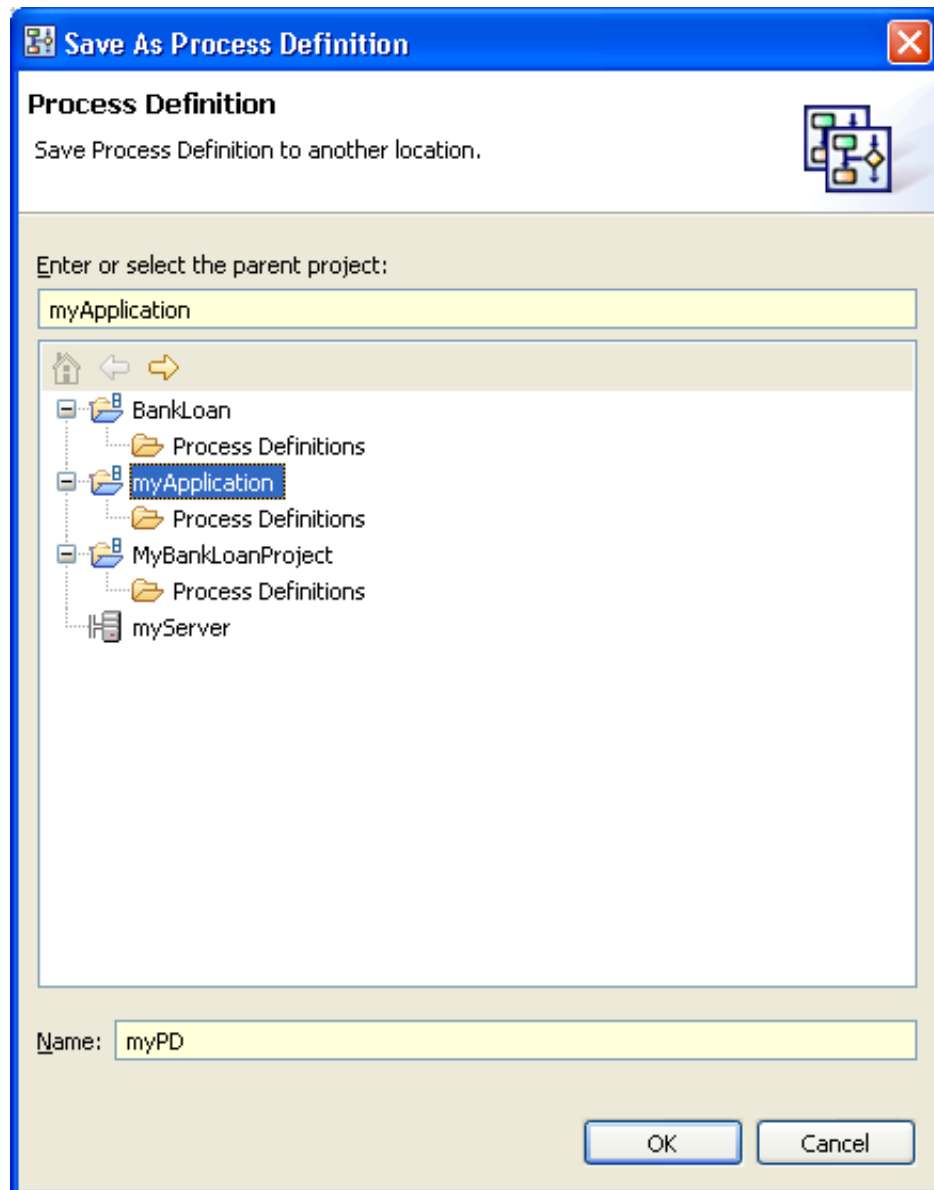 Save As Process Definition
Process Definition
Save Process Definition to another location.
Enter or select the parent project:
myApplication
BankLoan
Process Definitions
myApplication
Process Definitions
MyBankLoanProject
Process Definitions
myServer
Name: myPD
OK Cancel